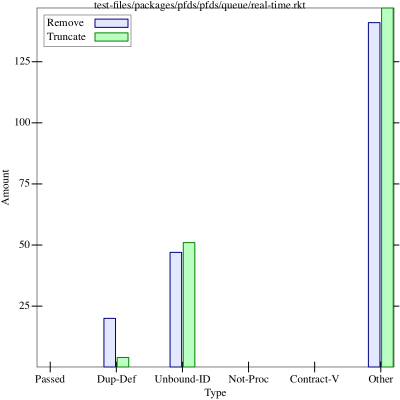 test-files/packages/pfds/pfds/queue/real-time.rkt
Remove
Truncate
125
100
75
50
25
Amount
Passed Dup-Def Unbound-ID Not-Proc Contract-V Other
Type